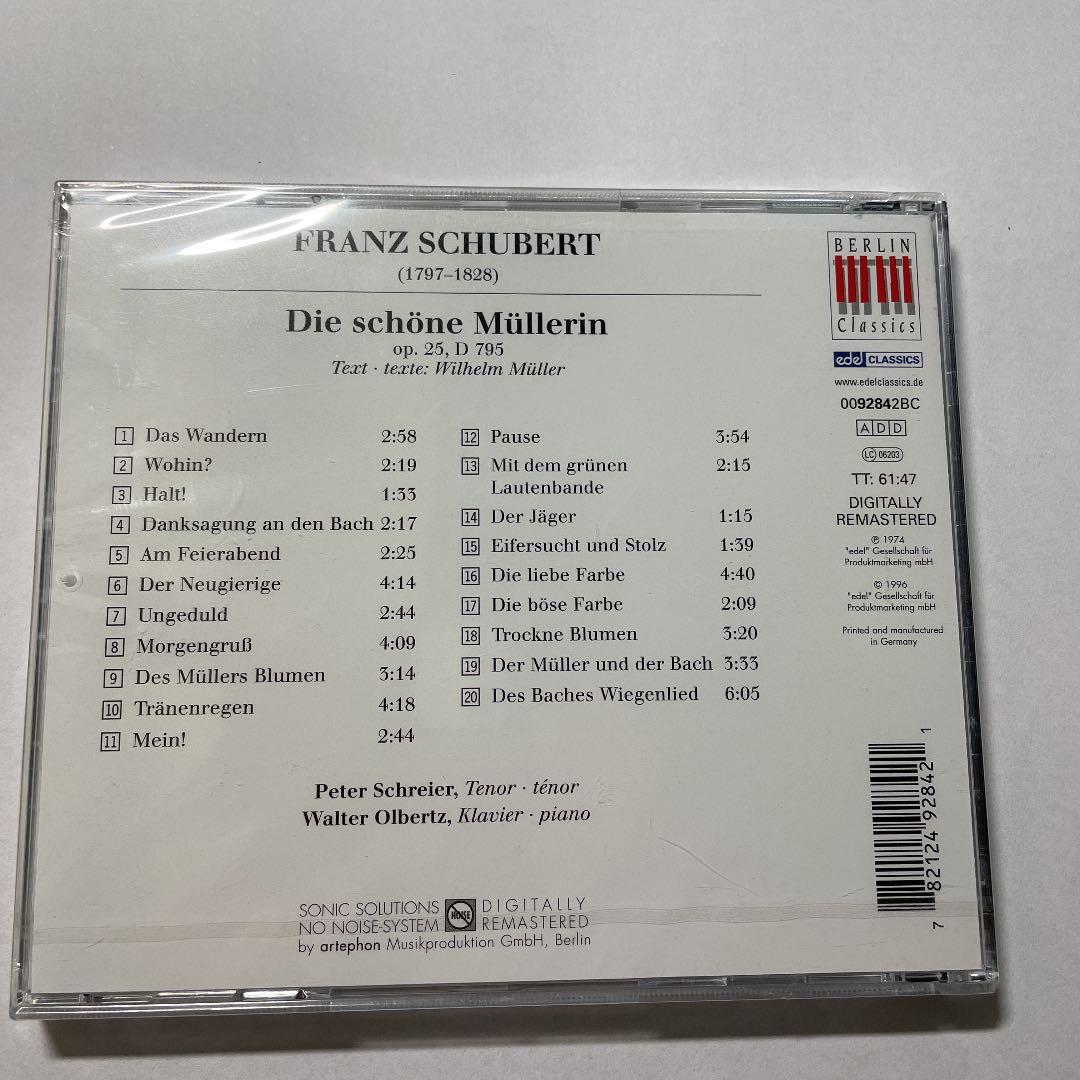 FRANZ SCHUBERT
(1797–1828)
Die schöne Müllerin
op. 25, D 795
Text · texte: Wilhelm Müller
1 Das Wandern 2:58
2 Wohin? 2:19
3 Halt! 1:33
4 Danksagung an den Bach 2:17
5 Am Feierabend 2:25
6 Der Neugierige 4:14
7 Ungeduld 2:44
8 Morgengruß 4:09
9 Des Müllers Blumen 3:14
10 Tränenregen 4:18
11 Mein! 2:44
12 Pause 3:54
13 Mit dem grünen 2:15
Lautenbande
14 Der Jäger 1:15
15 Eifersucht und Stolz 1:39
16 Die liebe Farbe 4:40
17 Die böse Farbe 2:09
18 Trockne Blumen 3:20
19 Der Müller und der Bach 3:33
20 Des Baches Wiegenlied 6:05
Peter Schreier, Tenor · ténor
Walter Olbertz, Klavier · piano
SONIC SOLUTIONS
NO NOISE-SYSTEM
NOISE
DIGITALLY
REMASTERED
by artephon Musikproduktion GmbH, Berlin
BERLIN
Classics
edel CLASSICS
www.edelclassics.de
0092842BC
ADD
LC 06203
TT: 61:47
DIGITALLY
REMASTERED
℗ 1974
"edel" Gesellschaft für
Produktmarketing mbH
© 1996
"edel" Gesellschaft für
Produktmarketing mbH
Printed and manufactured
in Germany
7 82124 92842 1